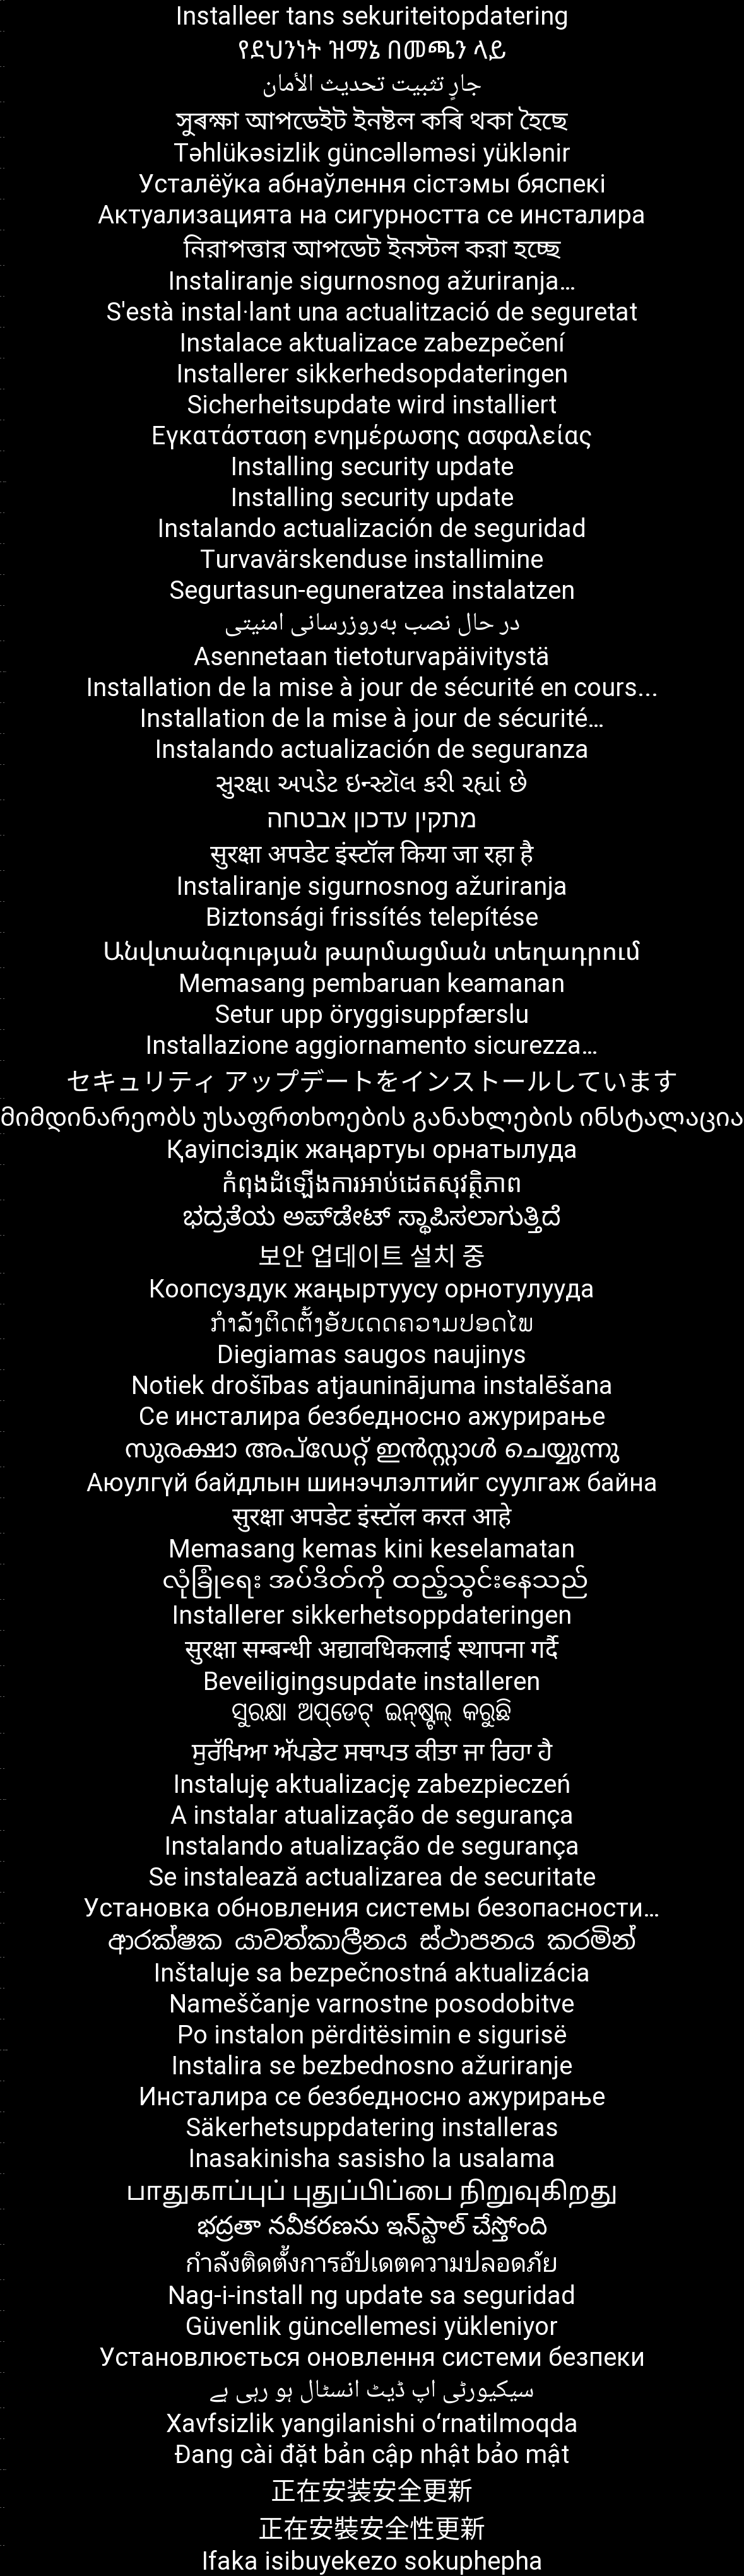 Installeer tans sekuriteitopdatering
የደህንነት ዝማኔ በመጫን ላይ
جارٍ تثبيت تحديث الأمان
সুৰক্ষা আপডেইট ইনষ্টল কৰি থকা হৈছে
Təhlükəsizlik güncəlləməsi yüklənir
Усталёўка абнаўлення сістэмы бяспекі
Актуализацията на сигурността се инсталира
নিরাপত্তার আপডেট ইনস্টল করা হচ্ছে
Instaliranje sigurnosnog ažuriranja…
S'està instal·lant una actualització de seguretat
Instalace aktualizace zabezpečení
Installerer sikkerhedsopdateringen
Sicherheitsupdate wird installiert
Εγκατάσταση ενημέρωσης ασφαλείας
Installing security update
Installing security update
Instalando actualización de seguridad
Turvavärskenduse installimine
Segurtasun-eguneratzea instalatzen
در حال نصب به‌روزرسانی امنیتی
Asennetaan tietoturvapäivitystä
Installation de la mise à jour de sécurité en cours...
Installation de la mise à jour de sécurité…
Instalando actualización de seguranza
સુરક્ષા અપડેટ ઇન્સ્ટૉલ કરી રહ્યાં છે
מתקין עדכון אבטחה
सुरक्षा अपडेट इंस्टॉल किया जा रहा है
Instaliranje sigurnosnog ažuriranja
Biztonsági frissítés telepítése
Անվտանգության թարմացման տեղադրում
Memasang pembaruan keamanan
Setur upp öryggisuppfærslu
Installazione aggiornamento sicurezza…
セキュリティ アップデートをインストールしています
მიმდინარეობს უსაფრთხოების განახლების ინსტალაცია
Қауіпсіздік жаңартуы орнатылуда
កំពុងដំឡើងការអាប់ដេតសុវត្ថិភាព
ಭದ್ರತೆಯ ಅಪ್‌ಡೇಟ್‌ ಸ್ಥಾಪಿಸಲಾಗುತ್ತಿದೆ
보안 업데이트 설치 중
Коопсуздук жаңыртуусу орнотулууда
ກຳລັງຕິດຕັ້ງອັບເດດຄວາມປອດໄພ
Diegiamas saugos naujinys
Notiek drošības atjauninājuma instalēšana
Се инсталира безбедносно ажурирање
സുരക്ഷാ അപ്ഡേറ്റ് ഇൻസ്റ്റാൾ ചെയ്യുന്നു
Аюулгүй байдлын шинэчлэлтийг суулгаж байна
सुरक्षा अपडेट इंस्टॉल करत आहे
Memasang kemas kini keselamatan
လုံခြုံရေး အပ်ဒိတ်ကို ထည့်သွင်းနေသည်
Installerer sikkerhetsoppdateringen
सुरक्षा सम्बन्धी अद्यावधिकलाई स्थापना गर्दै
Beveiligingsupdate installeren
ସୁରକ୍ଷା ଅପ୍‌ଡେଟ୍‌ ଇନ୍‌ଷ୍ଟଲ୍‌ କରୁଛି
ਸੁਰੱਖਿਆ ਅੱਪਡੇਟ ਸਥਾਪਤ ਕੀਤਾ ਜਾ ਰਿਹਾ ਹੈ
Instaluję aktualizację zabezpieczeń
A instalar atualização de segurança
Instalando atualização de segurança
Se instalează actualizarea de securitate
Установка обновления системы безопасности…
ආරක්ෂක යාවත්කාලීනය ස්ථාපනය කරමින්
Inštaluje sa bezpečnostná aktualizácia
Nameščanje varnostne posodobitve
Po instalon përditësimin e sigurisë
Instalira se bezbednosno ažuriranje
Инсталира се безбедносно ажурирање
Säkerhetsuppdatering installeras
Inasakinisha sasisho la usalama
பாதுகாப்புப் புதுப்பிப்பை நிறுவுகிறது
భద్రతా నవీకరణను ఇన్‌స్టాల్ చేస్తోంది
กำลังติดตั้งการอัปเดตความปลอดภัย
Nag-i-install ng update sa seguridad
Güvenlik güncellemesi yükleniyor
Установлюється оновлення системи безпеки
سیکیورٹی اپ ڈیٹ انسٹال ہو رہی ہے
Xavfsizlik yangilanishi o‘rnatilmoqda
Đang cài đặt bản cập nhật bảo mật
正在安装安全更新
正在安裝安全性更新
Ifaka isibuyekezo sokuphepha